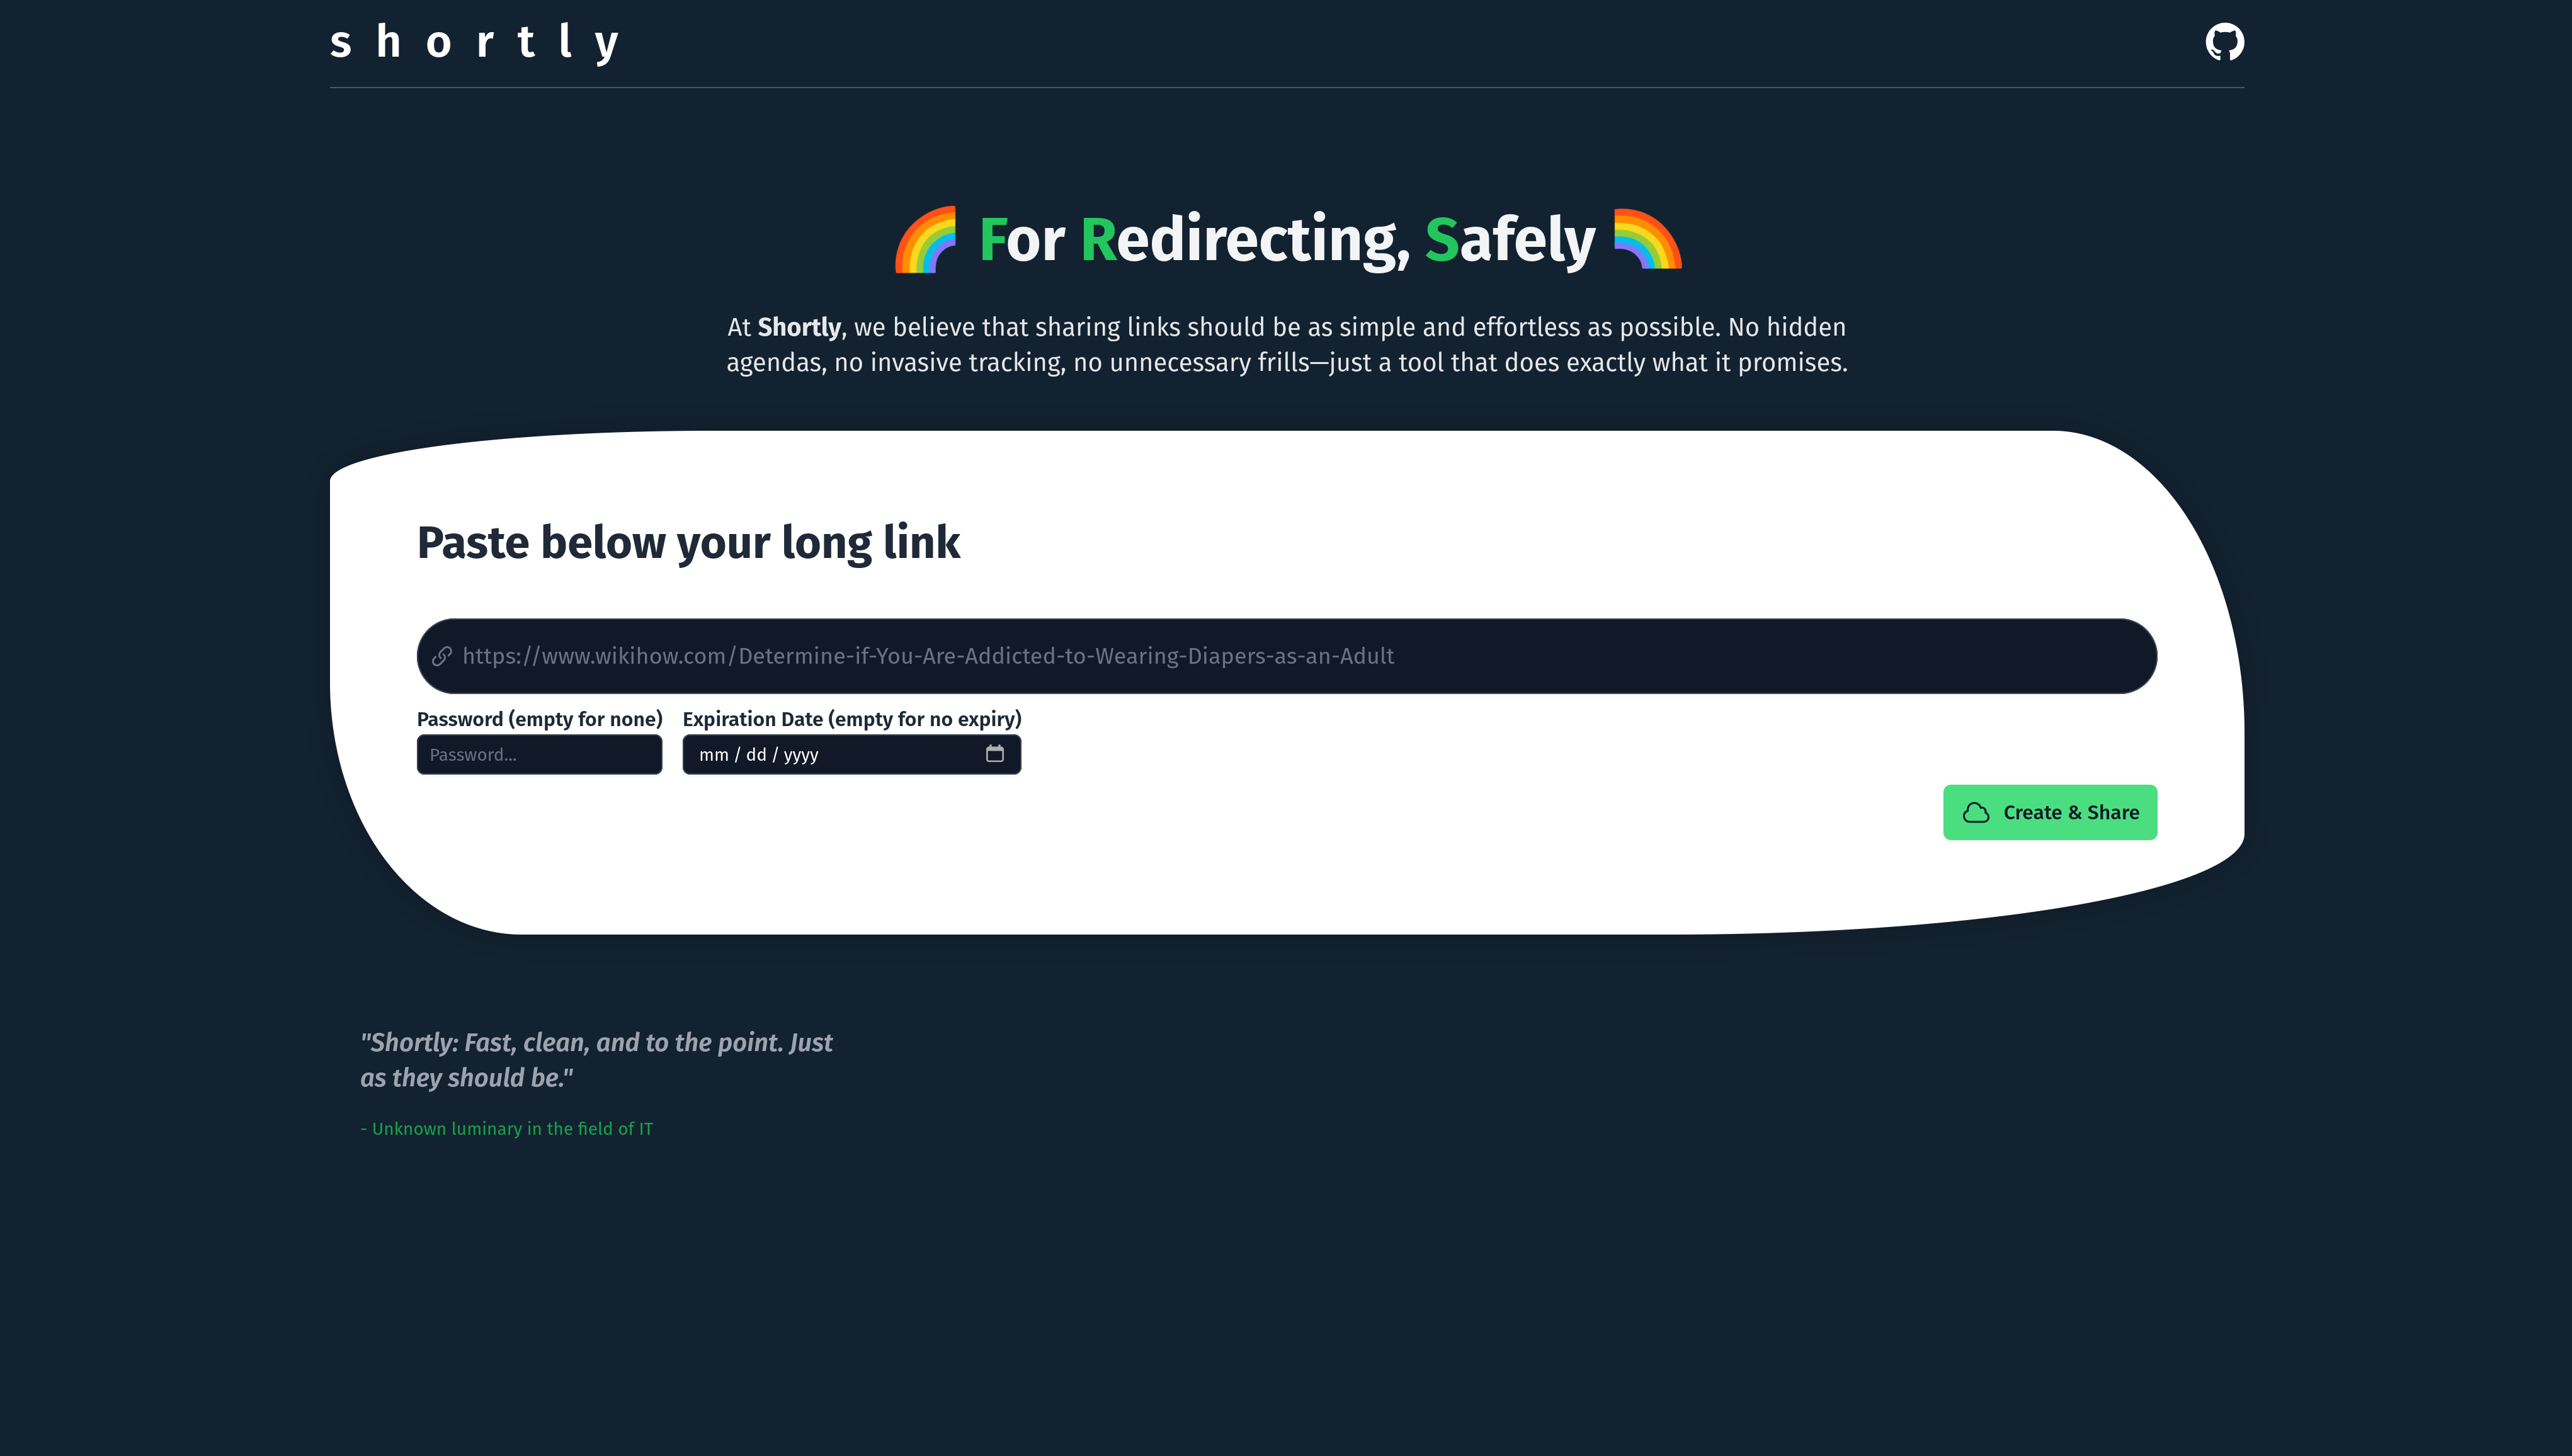 s h o r t l y
For Redirecting, Safely
At Shortly, we believe that sharing links should be as simple and effortless as possible. No hidden
agendas, no invasive tracking, no unnecessary frills—just a tool that does exactly what it promises.
Paste below your long link
https://www.wikihow.com/Determine-if-You-Are-Addicted-to-Wearing-Diapers-as-an-Adult
Password (empty for none) Expiration Date (empty for no expiry)
Password... mm / dd / yyyy
Create & Share
"Shortly: Fast, clean, and to the point. Just
as they should be."
- Unknown luminary in the field of IT